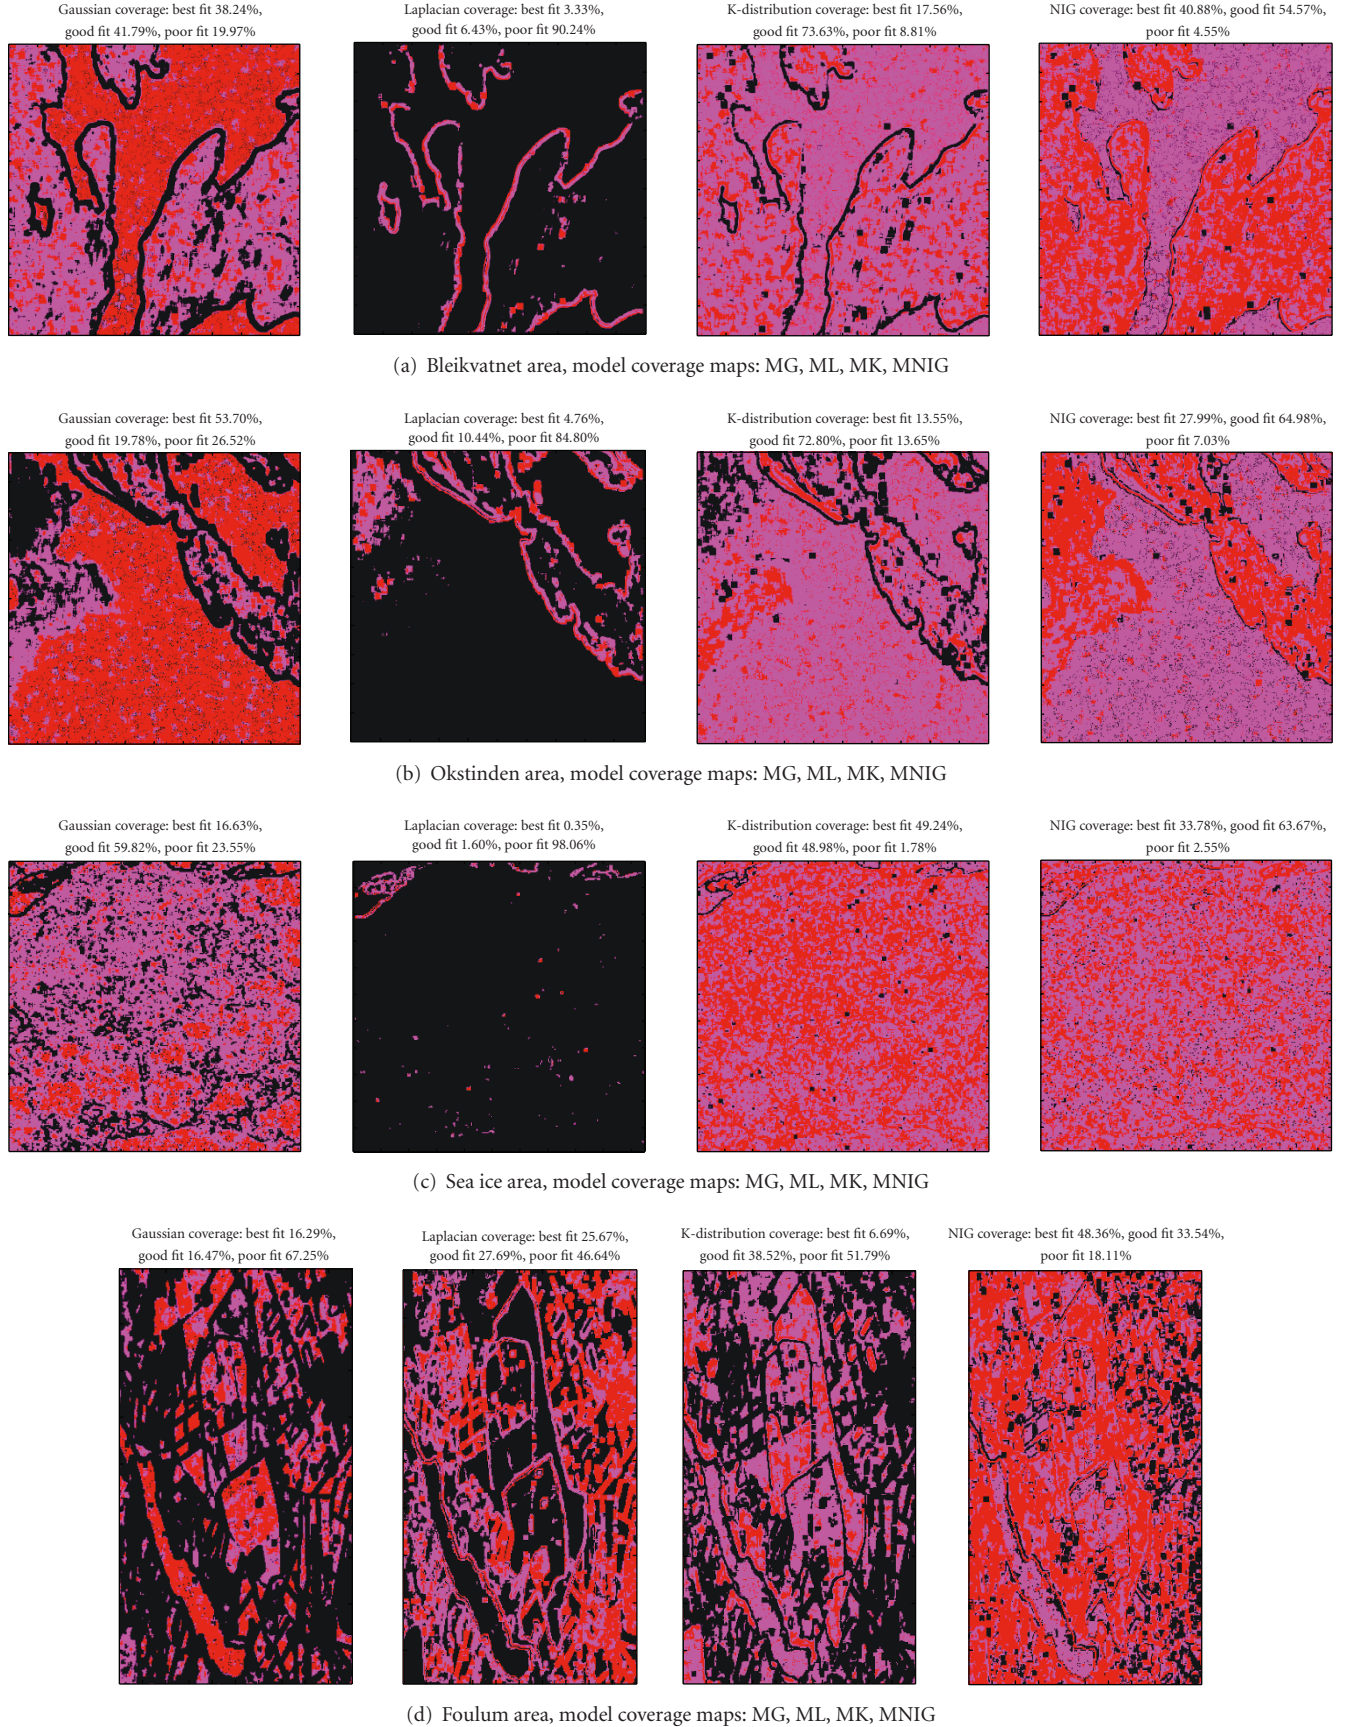 Gaussian coverage: best fit 38.24%,
good fit 41.79%, poor fit 19.97%
Laplacian coverage: best fit 3.33%,
good fit 6.43%, poor fit 90.24%
K-distribution coverage: best fit 17.56%,
good fit 73.63%, poor fit 8.81%
NIG coverage: best fit 40.88%, good fit 54.57%,
poor fit 4.55%
(a) Bleikvatnet area, model coverage maps: MG, ML, MK, MNIG
Gaussian coverage: best fit 53.70%,
good fit 19.78%, poor fit 26.52%
Laplacian coverage: best fit 4.76%,
good fit 10.44%, poor fit 84.80%
K-distribution coverage: best fit 13.55%,
good fit 72.80%, poor fit 13.65%
NIG coverage: best fit 27.99%, good fit 64.98%,
poor fit 7.03%
(b) Okstinden area, model coverage maps: MG, ML, MK, MNIG
Gaussian coverage: best fit 16.63%,
good fit 59.82%, poor fit 23.55%
Laplacian coverage: best fit 0.35%,
good fit 1.60%, poor fit 98.06%
K-distribution coverage: best fit 49.24%,
good fit 48.98%, poor fit 1.78%
NIG coverage: best fit 33.78%, good fit 63.67%,
poor fit 2.55%
(c) Sea ice area, model coverage maps: MG, ML, MK, MNIG
Gaussian coverage: best fit 16.29%,
good fit 16.47%, poor fit 67.25%
Laplacian coverage: best fit 25.67%,
good fit 27.69%, poor fit 46.64%
K-distribution coverage: best fit 6.69%,
good fit 38.52%, poor fit 51.79%
NIG coverage: best fit 48.36%, good fit 33.54%,
poor fit 18.11%
(d) Foulum area, model coverage maps: MG, ML, MK, MNIG